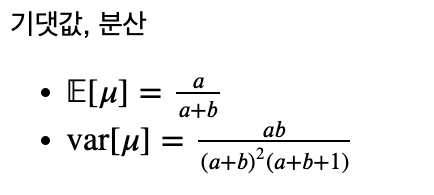 기댓값, 분산
• 𝔼[μ] = a/(a+b)
• var[μ] = ab/((a+b)²(a+b+1))